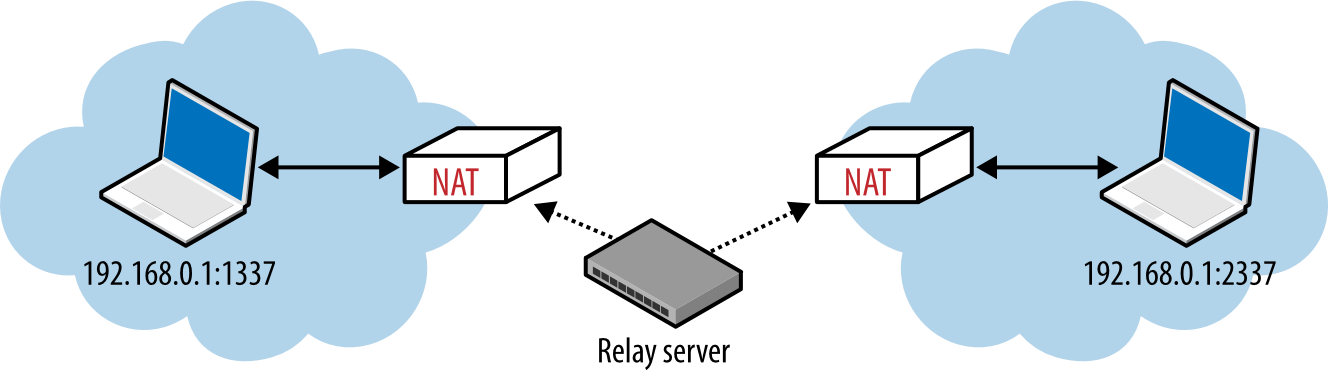 NAT
NAT
192.168.0.1:1337
192.168.0.1:2337
Relay server